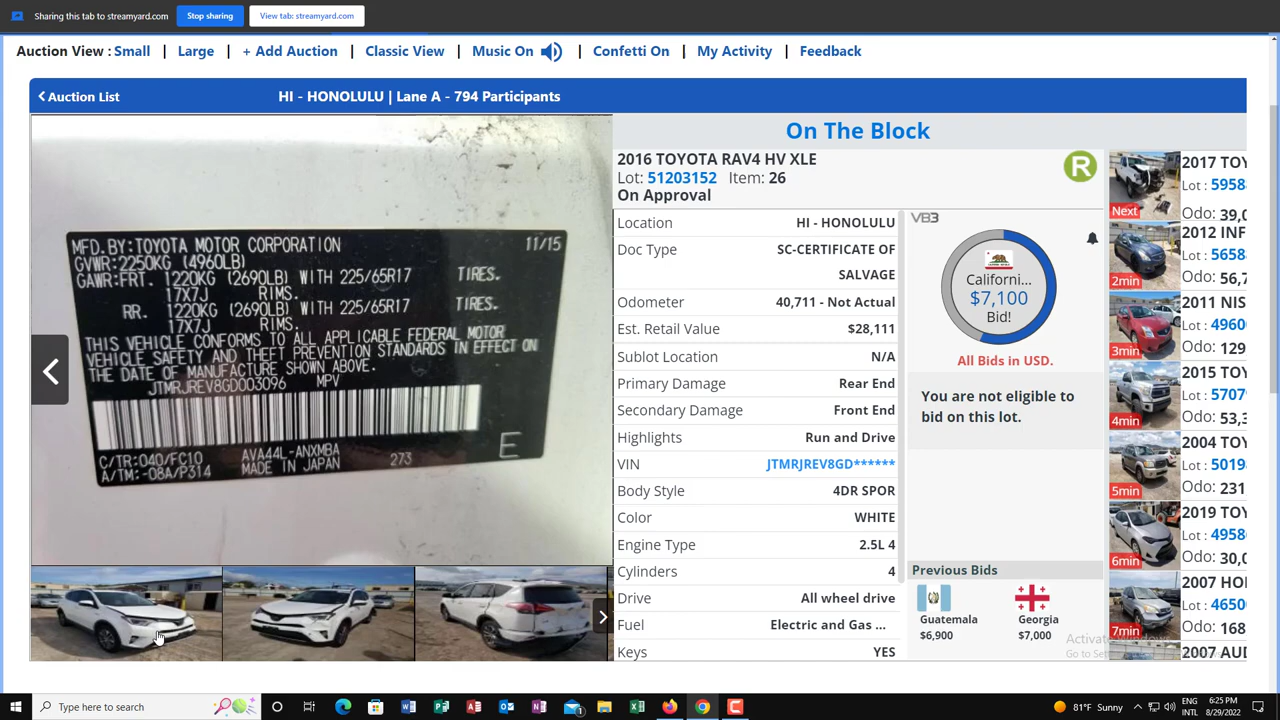 Sharing this tab to streamyard.com
Stop sharing
View tab: streamyard.com
Auction View : Small | Large | + Add Auction | Classic View | Music On | Confetti On | My Activity | Feedback
Auction List
HI - HONOLULU | Lane A - 794 Participants
MFD.BY:TOYOTA MOTOR CORPORATION 11/15
GVWR:2250KG (4960LB)
GAWR:FRT. 1220KG (2690LB) WITH 225/65R17 TIRES.
17X7J RIMS.
RR. 1220KG (2690LB) WITH 225/65R17 TIRES.
17X7J RIMS.
THIS VEHICLE CONFORMS TO ALL APPLICABLE FEDERAL MOTOR
VEHICLE SAFETY AND THEFT PREVENTION STANDARDS IN EFFECT ON
THE DATE OF MANUFACTURE SHOWN ABOVE.
JTMRJREV8GD003096 MPV
E
C/TR:040/FC10 AVA44L-ANXMBA 273
A/TM:-08A/P314 MADE IN JAPAN
On The Block
2016 TOYOTA RAV4 HV XLE
Lot: 51203152 Item: 26
On Approval
R
Location HI - HONOLULU
Doc Type SC-CERTIFICATE OF
SALVAGE
Odometer 40,711 - Not Actual
Est. Retail Value $28,111
Sublot Location N/A
Primary Damage Rear End
Secondary Damage Front End
Highlights Run and Drive
VIN JTMRJREV8GD******
Body Style 4DR SPOR
Color WHITE
Engine Type 2.5L 4
Cylinders 4
Drive All wheel drive
Fuel Electric and Gas ...
Keys YES
VB3
Californi...
$7,100
Bid!
All Bids in USD.
You are not eligible to
bid on this lot.
Previous Bids
Guatemala
$6,900
Georgia
$7,000
Next
2017 TOY
Lot : 5958
Odo: 39,0
2min
2012 INF
Lot : 5658
Odo: 56,7
3min
2011 NIS
Lot : 4960
Odo: 129
4min
2015 TOY
Lot : 5707
Odo: 53,3
5min
2004 TOY
Lot : 5019
Odo: 231
6min
2019 TOY
Lot : 4958
Odo: 30,0
7min
2007 HO
Lot : 4650
Odo: 168
2007 AUD
Activate Windows
Go to Se
Type here to search
81°F Sunny
ENG
INTL
6:25 PM
8/29/2022